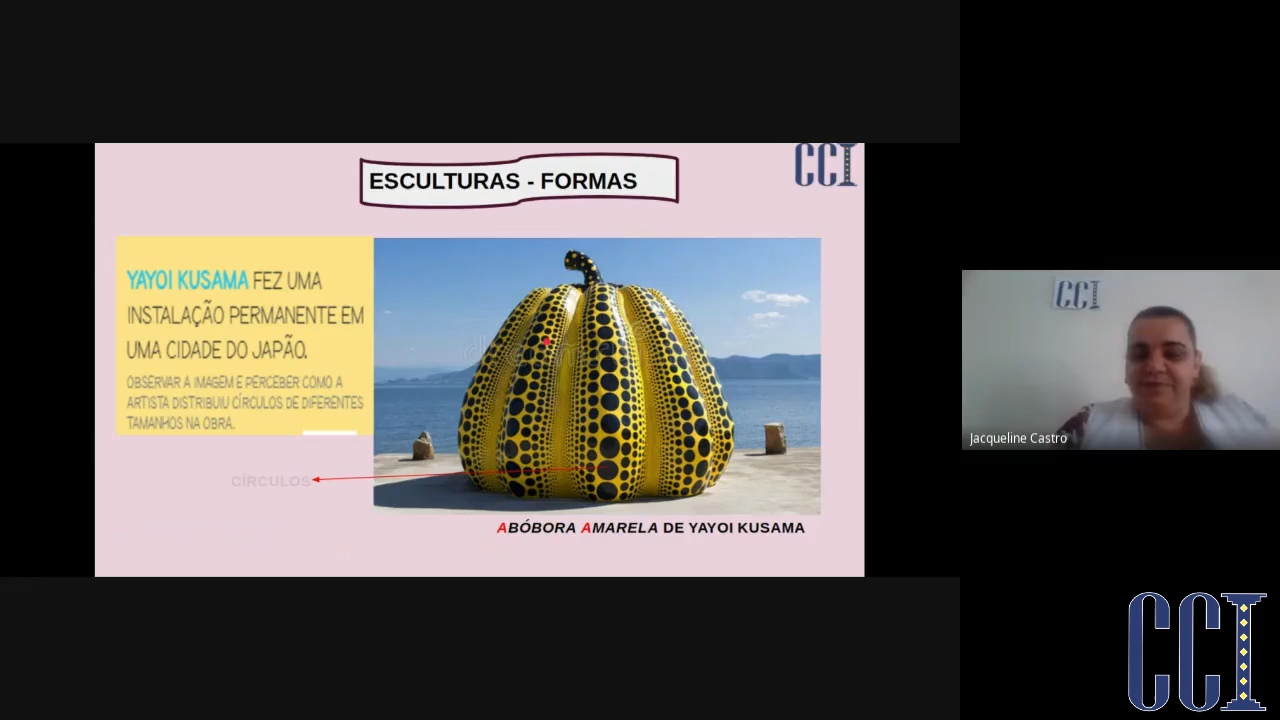 ESCULTURAS - FORMAS
CCI
YAYOI KUSAMA FEZ UMA
INSTALAÇÃO PERMANENTE EM
UMA CIDADE DO JAPÃO.
OBSERVAR A IMAGEM E PERCEBER COMO A
ARTISTA DISTRIBUIU CÍRCULOS DE DIFERENTES
TAMANHOS NA OBRA.
CÍRCULOS
ABÓBORA AMARELA DE YAYOI KUSAMA
CCI
Jacqueline Castro
CCI